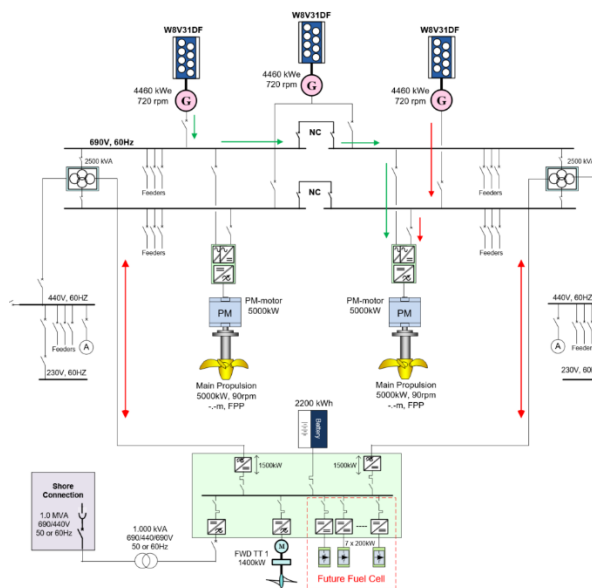 W8V31DF
W8V31DF
W8V31DF
4460 kWe
720 rpm
G
4460 kWe
720 rpm
G
4460 kWe
720 rpm
G
690V, 60Hz
NC
2500 kVA
2500 kVA
Feeders
Feeders
NC
Feeders
Feeders
PM-motor
5000kW
PM
PM-motor
5000kW
PM
440V, 60HZ
Feeders
A
230V, 60HZ
440V, 60HZ
A
Feeders
230V, 60HZ
Main Propulsion
5000kW, 90rpm
-.-m, FPP
Main Propulsion
5000kW, 90rpm
-.-m, FPP
2200 kWh
Battery
1500kW
1500kW
Shore
Connection
1.0 MVA
690/440V
50 or 60Hz
1.000 kVA
690/440/690V
50 or 60Hz
M
FWD TT 1
1400kW
7 x 200kW
Future Fuel Cell